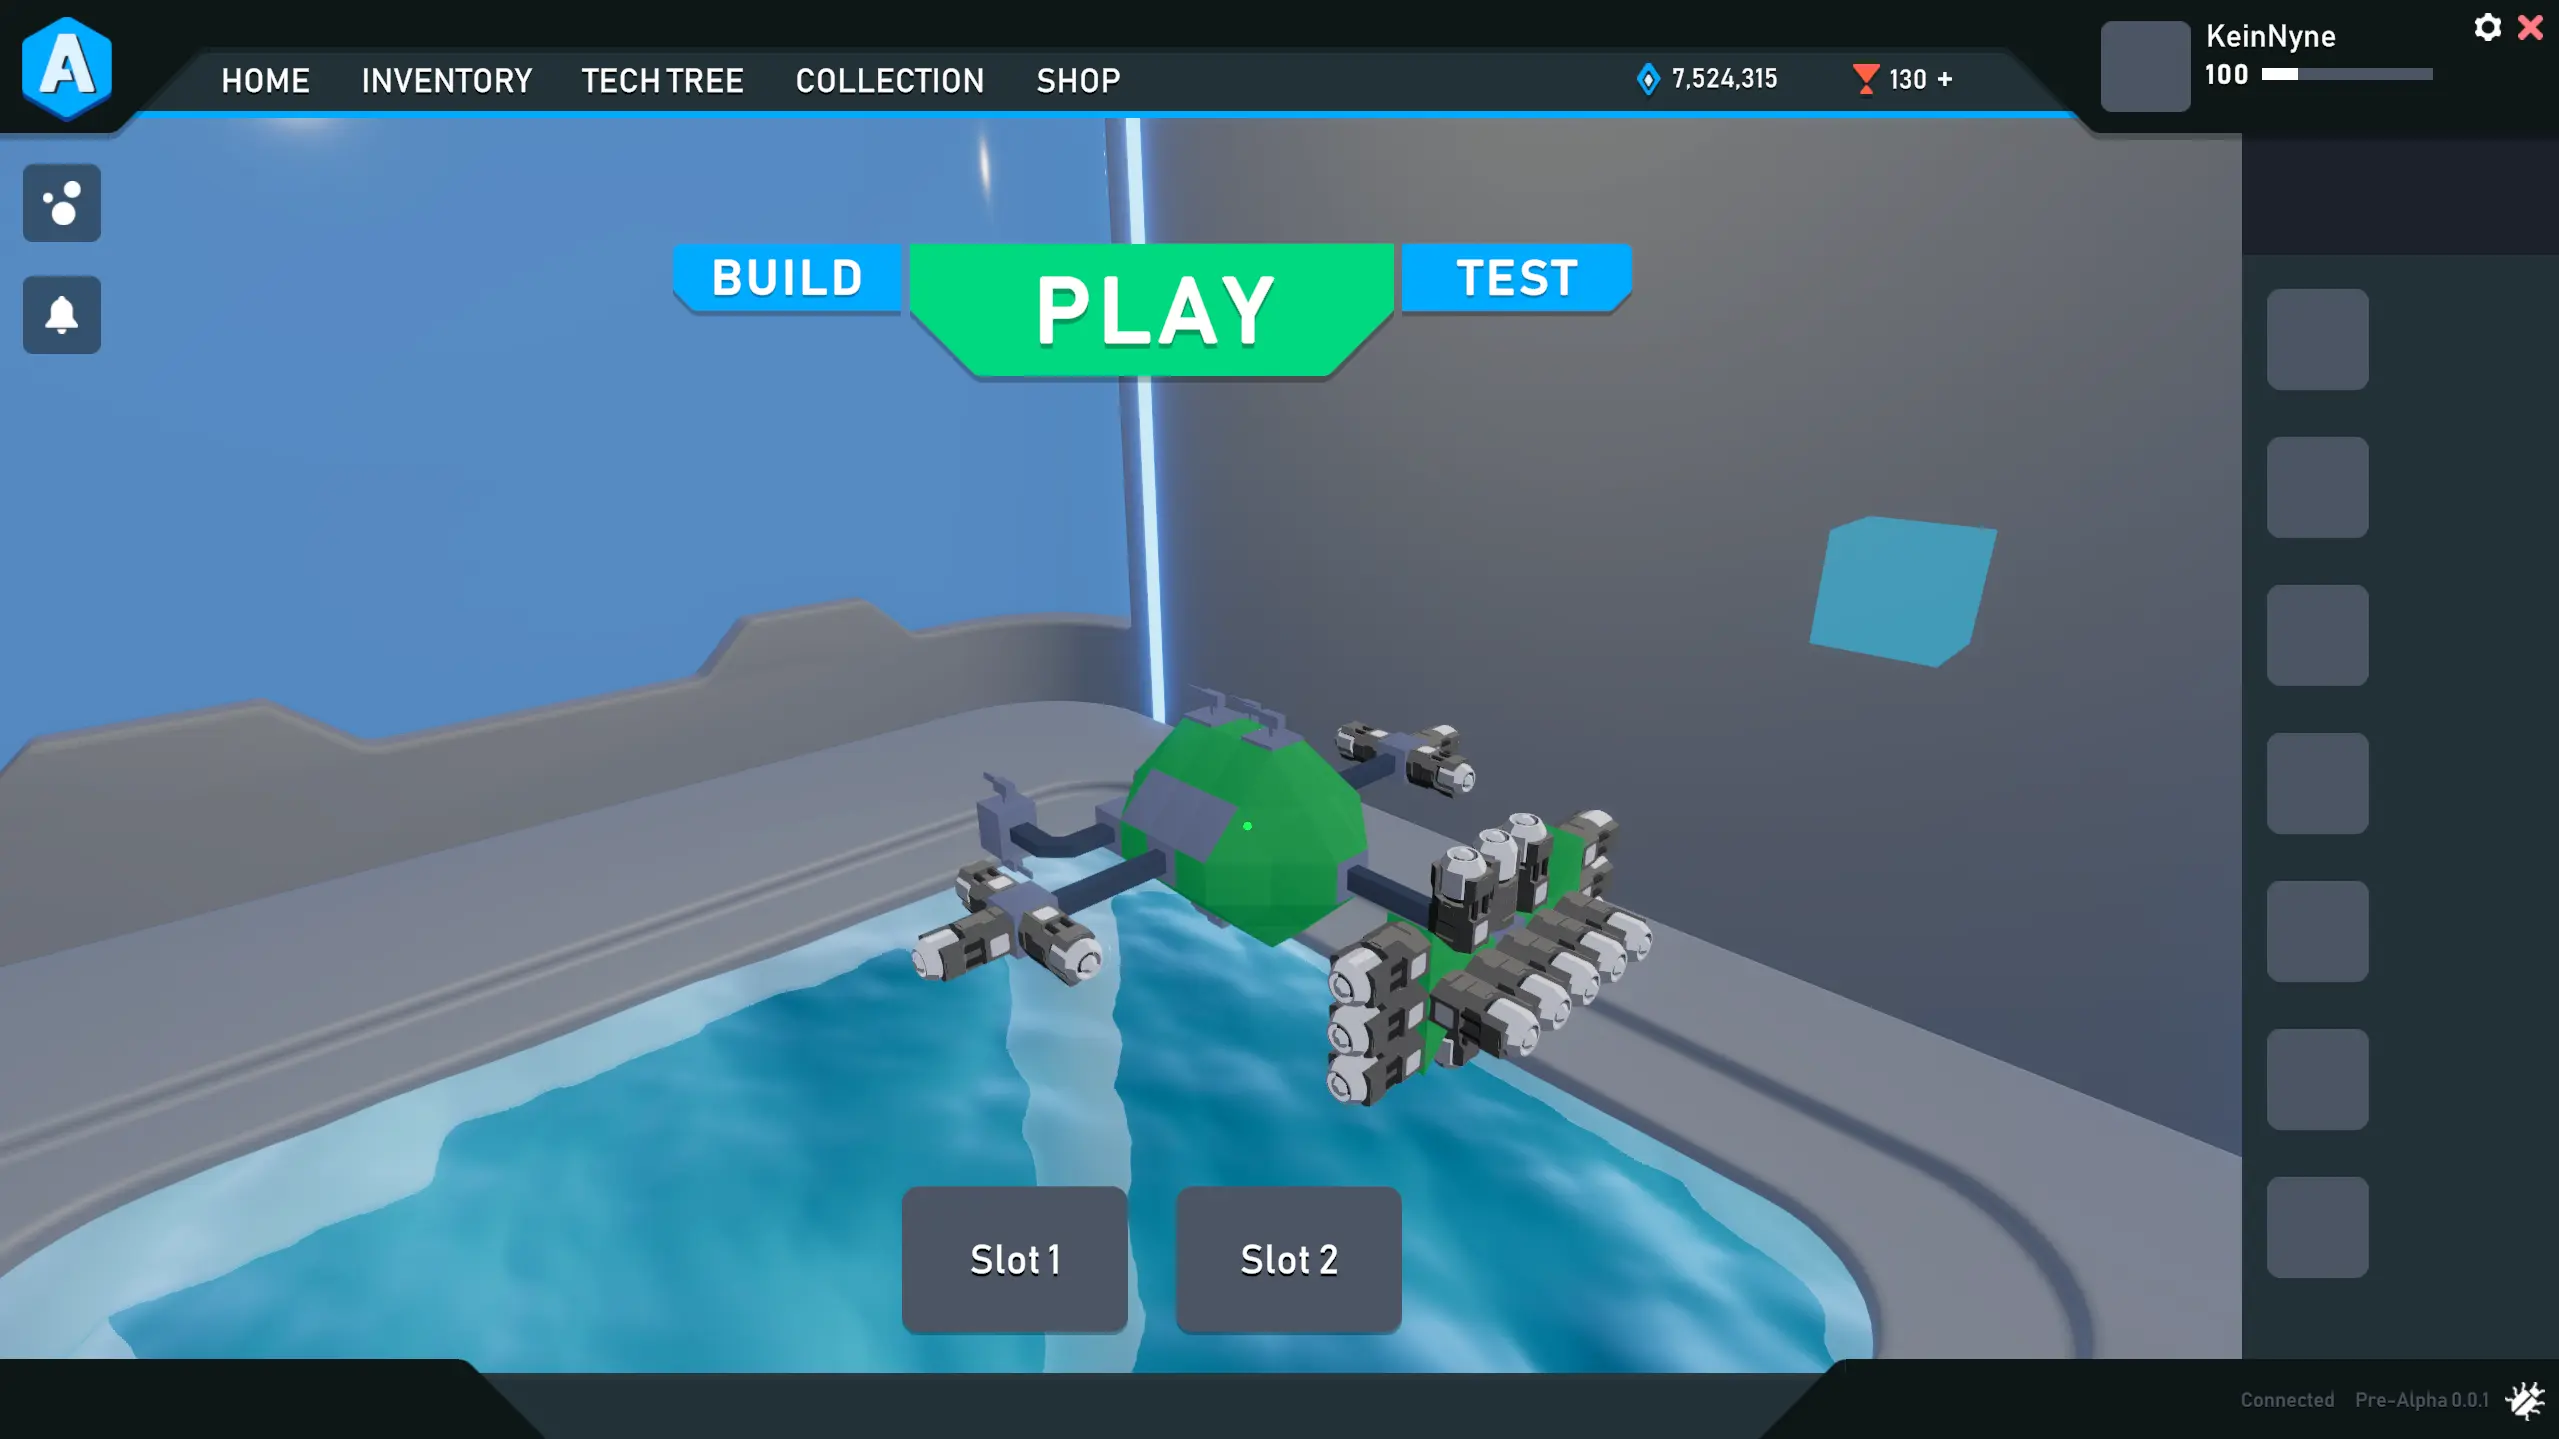 A
HOME INVENTORY TECH TREE COLLECTION SHOP
7,524,315 130 +
KeinNyne
100
BUILD PLAY TEST
Slot 1 Slot 2
Connected Pre-Alpha 0.0.1